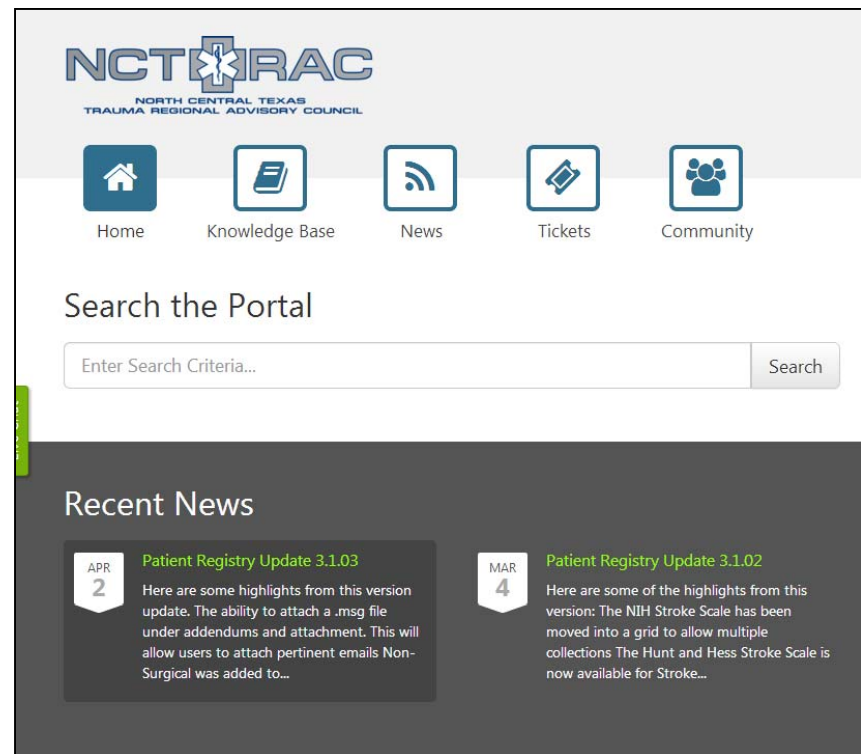 NCT RAC
NORTH CENTRAL TEXAS
TRAUMA REGIONAL ADVISORY COUNCIL
Home Knowledge Base News Tickets Community
Search the Portal
Enter Search Criteria... Search
Recent News
APR
2
Patient Registry Update 3.1.03
Here are some highlights from this version
update. The ability to attach a .msg file
under addendums and attachment. This will
allow users to attach pertinent emails Non-
Surgical was added to...
MAR
4
Patient Registry Update 3.1.02
Here are some of the highlights from this
version: The NIH Stroke Scale has been
moved into a grid to allow multiple
collections The Hunt and Hess Stroke Scale is
now available for Stroke...